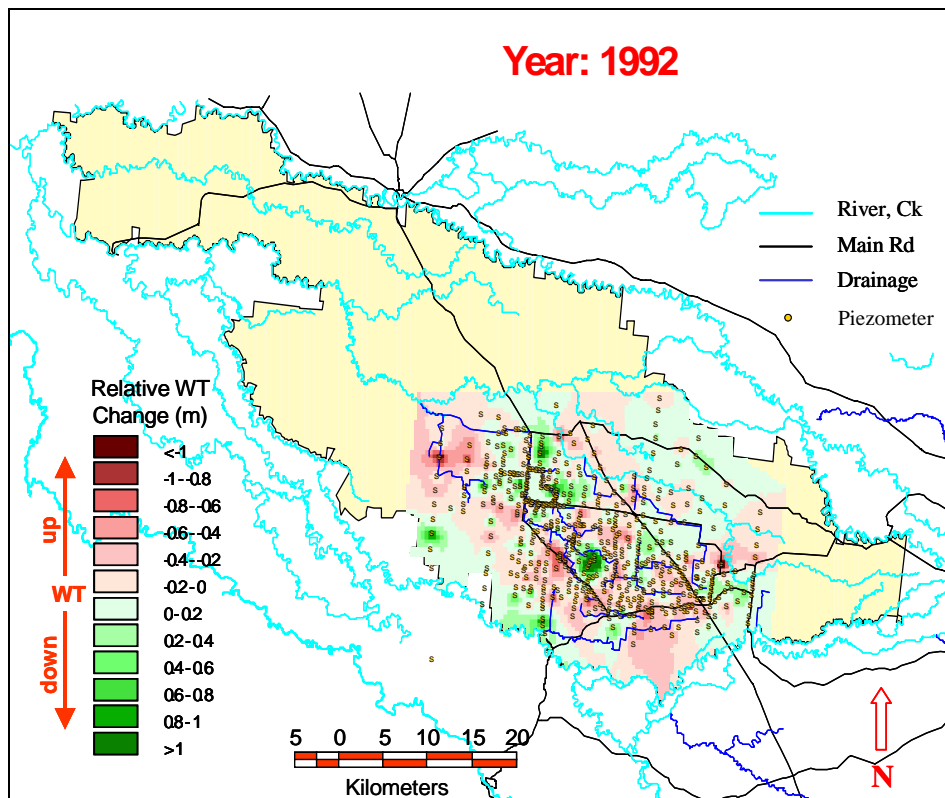 Year: 1992
River, Ck
Main Rd
Drainage
Piezometer
Relative WT
Change (m)
<-1
-1--0.8
-0.8--0.6
-0.6--0.4
-0.4--0.2
-0.2-0
0-0.2
0.2-0.4
0.4-0.6
0.6-0.8
0.8-1
>1
up
WT
down
5 0 5 10 15 20
Kilometers
N